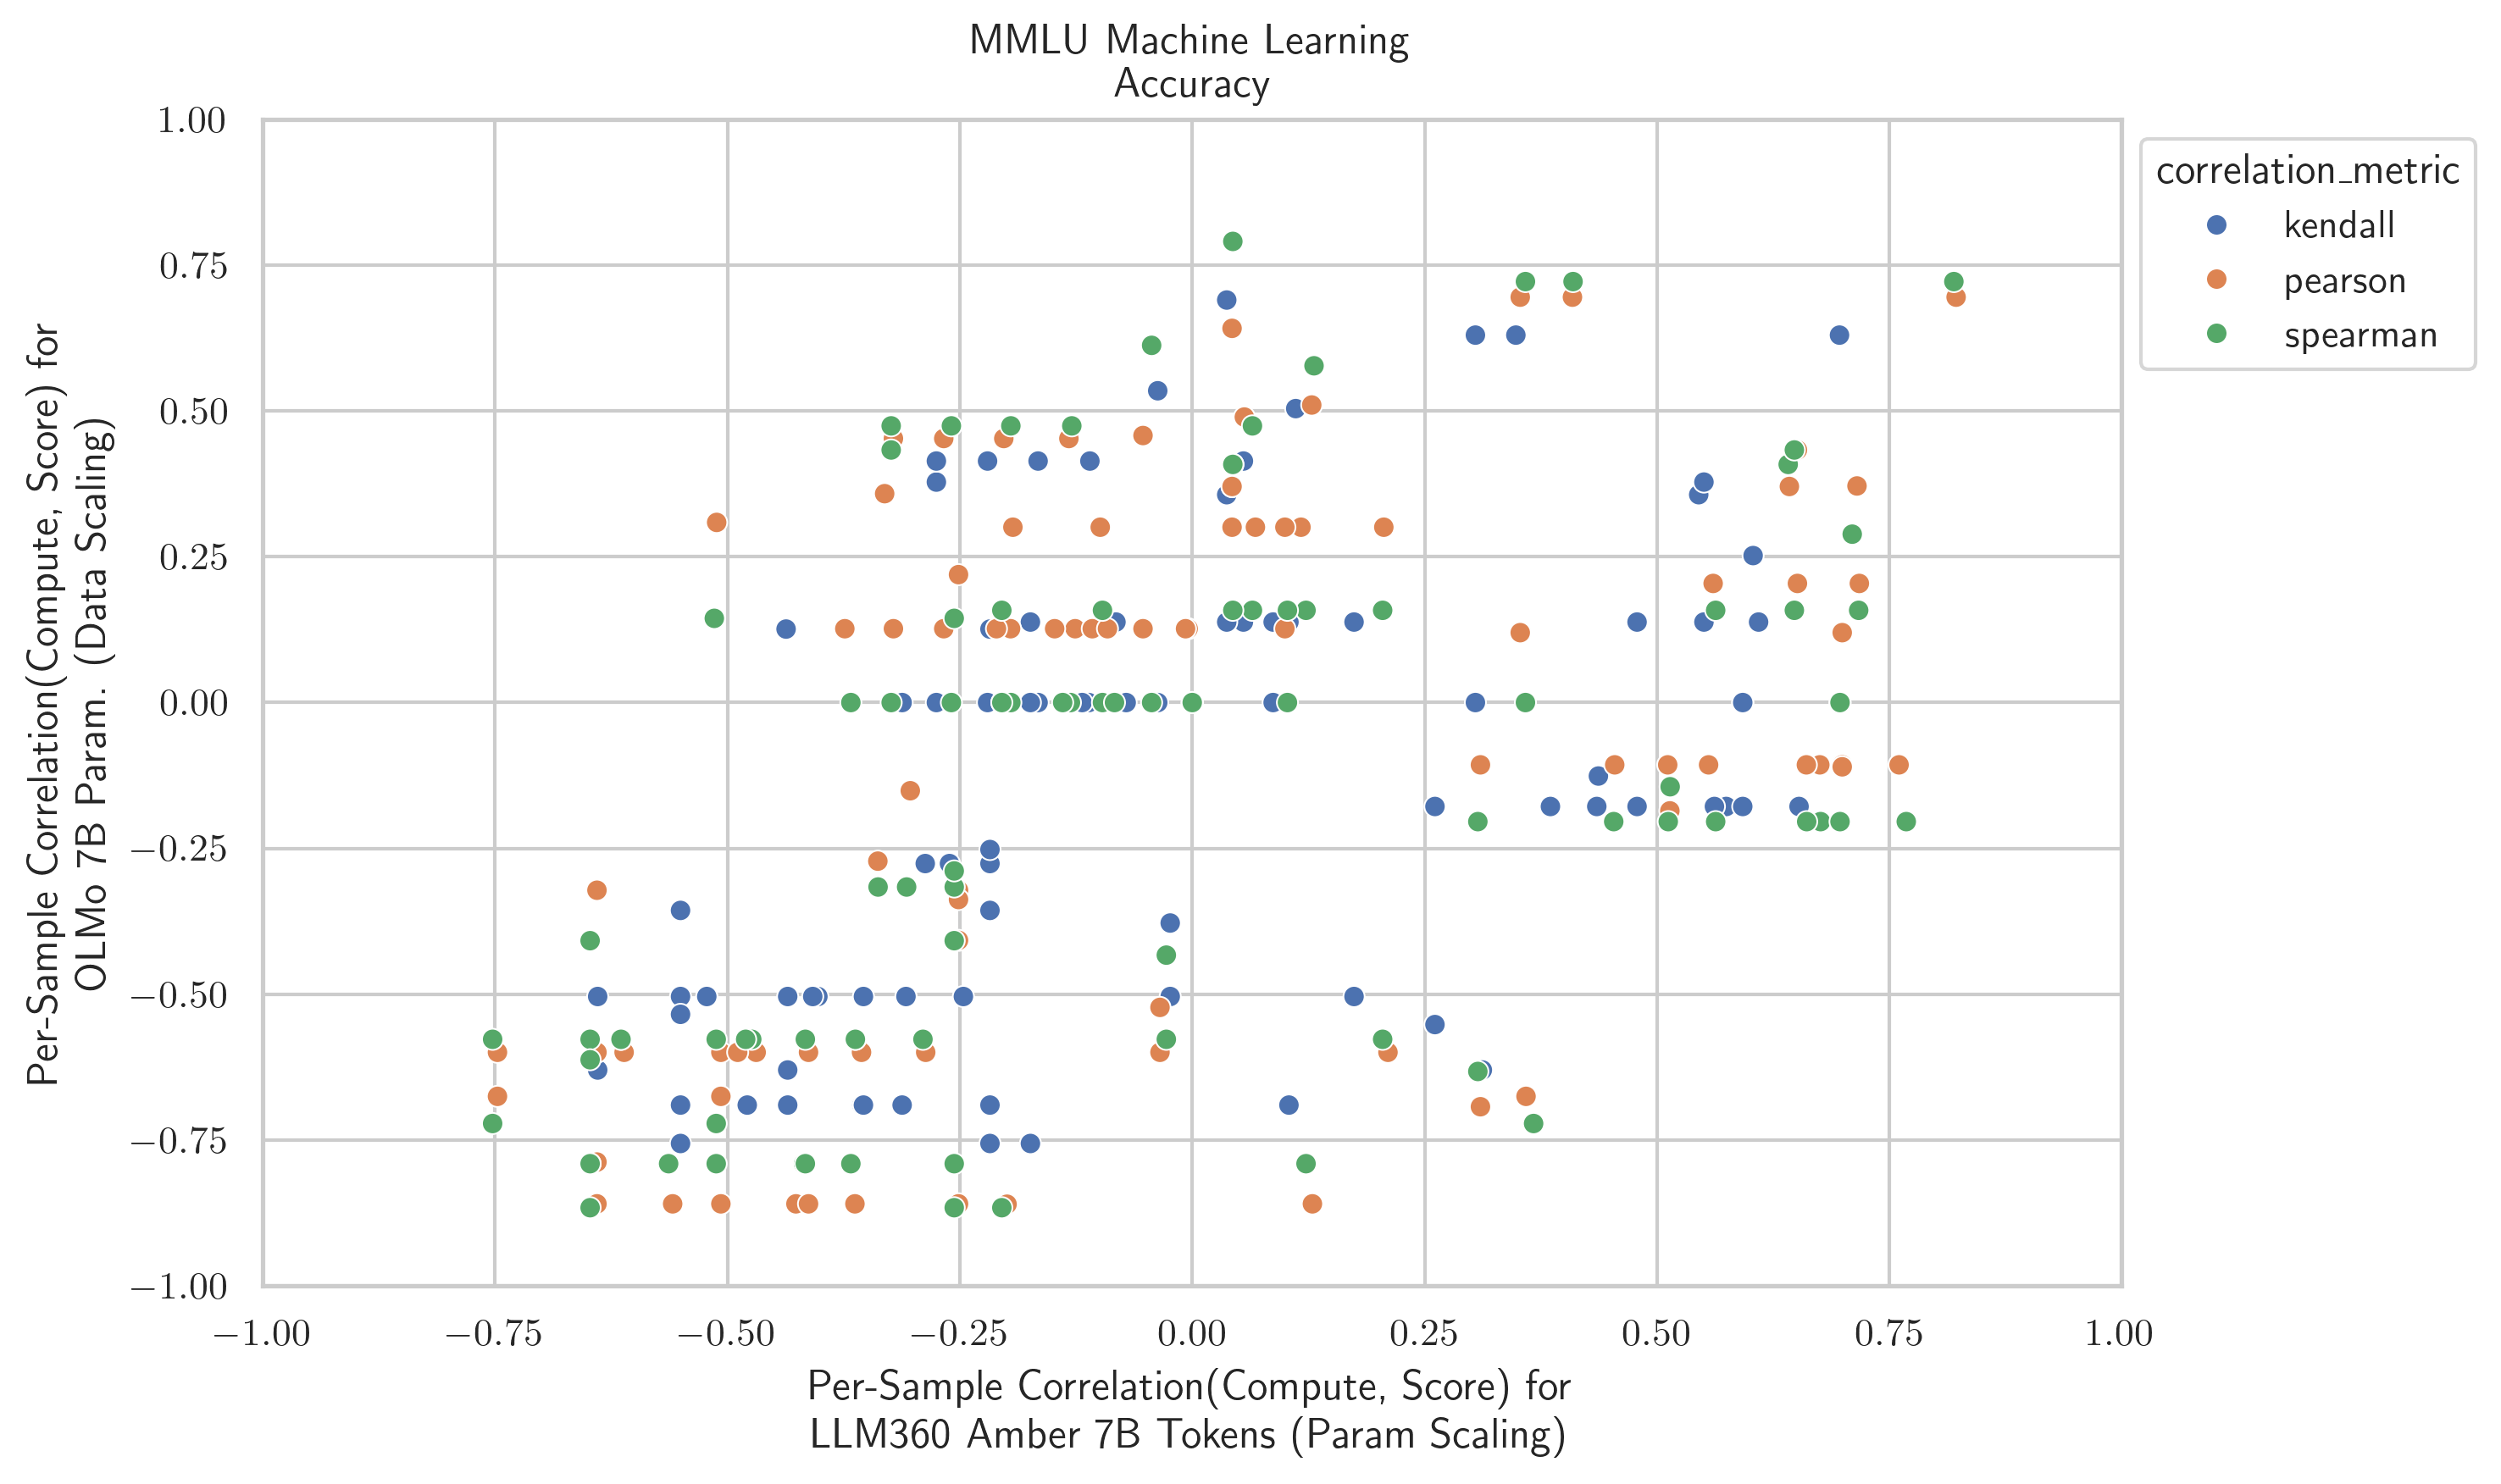 MMLU Machine Learning
Accuracy
correlation_metric
kendall
pearson
spearman
Per-Sample Correlation(Compute, Score) for
OLMo 7B Param. (Data Scaling)
1.00
0.75
0.50
0.25
0.00
−0.25
−0.50
−0.75
−1.00
−1.00 −0.75 −0.50 −0.25 0.00 0.25 0.50 0.75 1.00
Per-Sample Correlation(Compute, Score) for
LLM360 Amber 7B Tokens (Param Scaling)